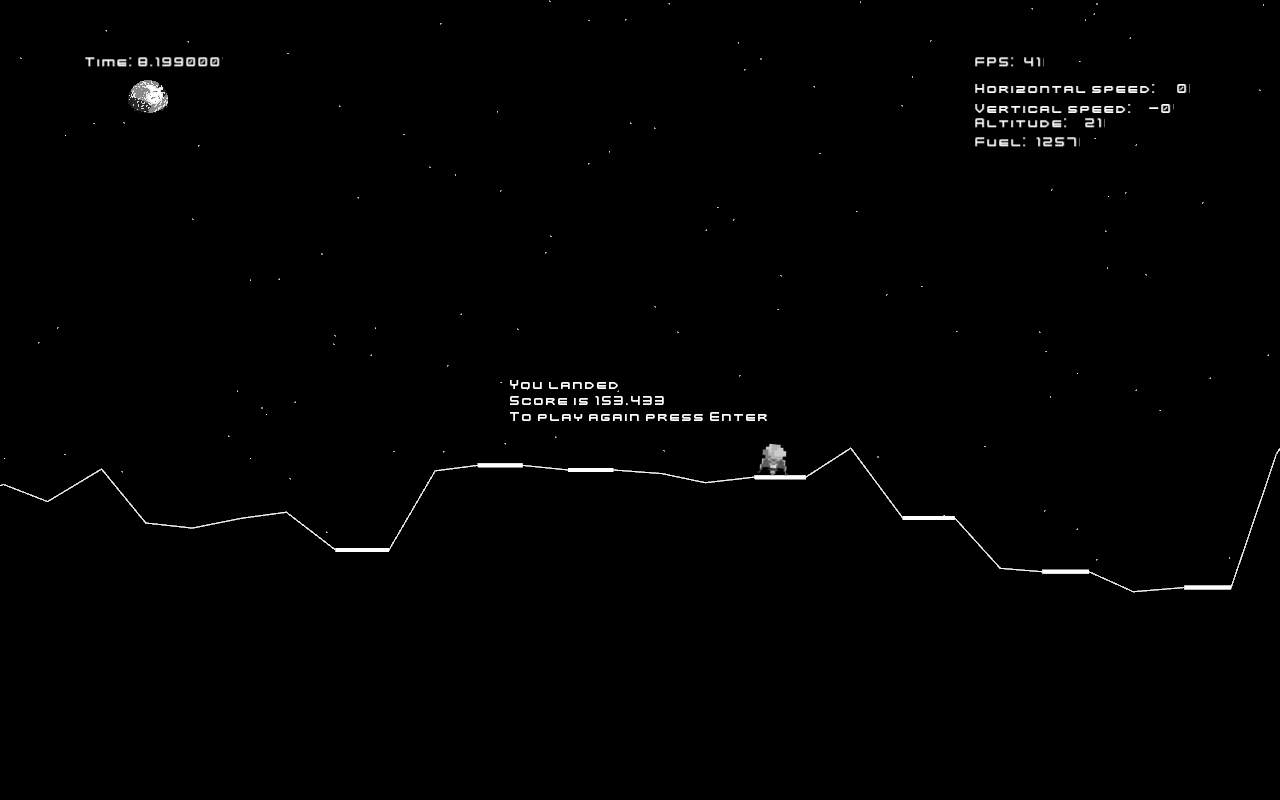 Time: 8.199000
FPS: 41
Horizontal speed: 0
Vertical speed: -0
Altitude: 21
Fuel: 1257
You landed
Score is 153.433
To play again press Enter